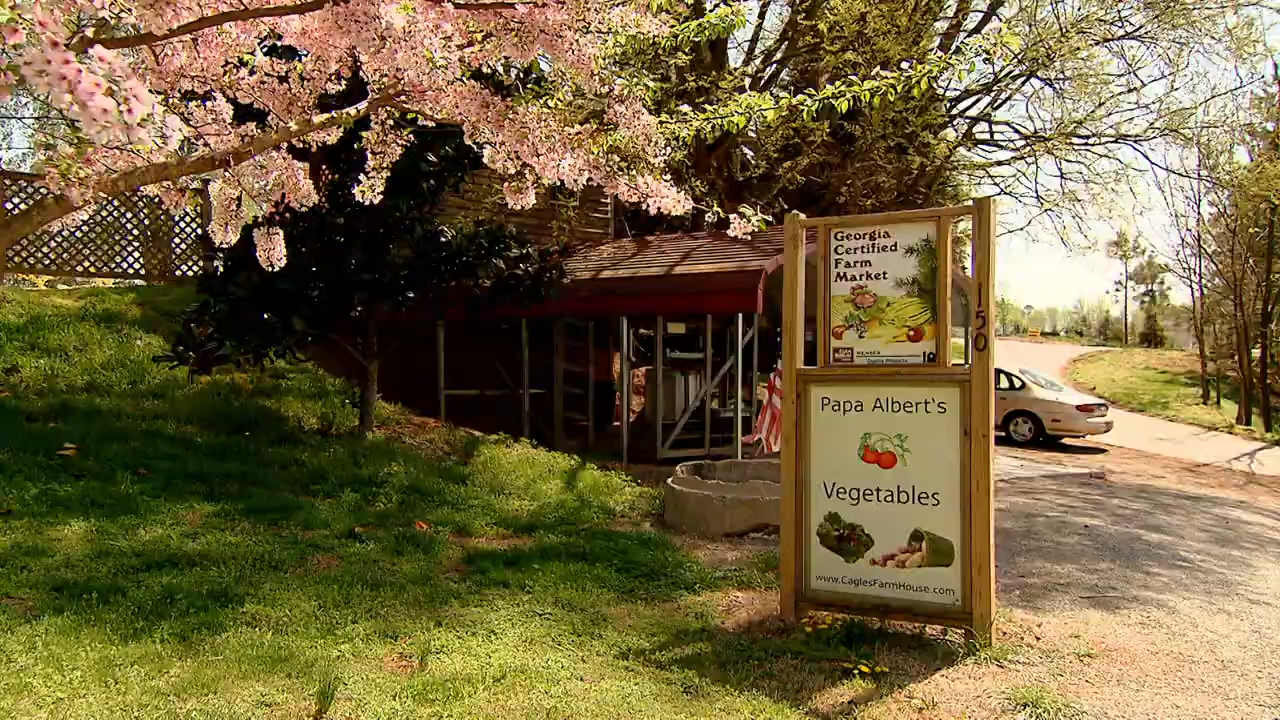 Georgia
Certified
Farm
Market
150
Papa Albert's
Vegetables
www.CaglesFarmHouse.com